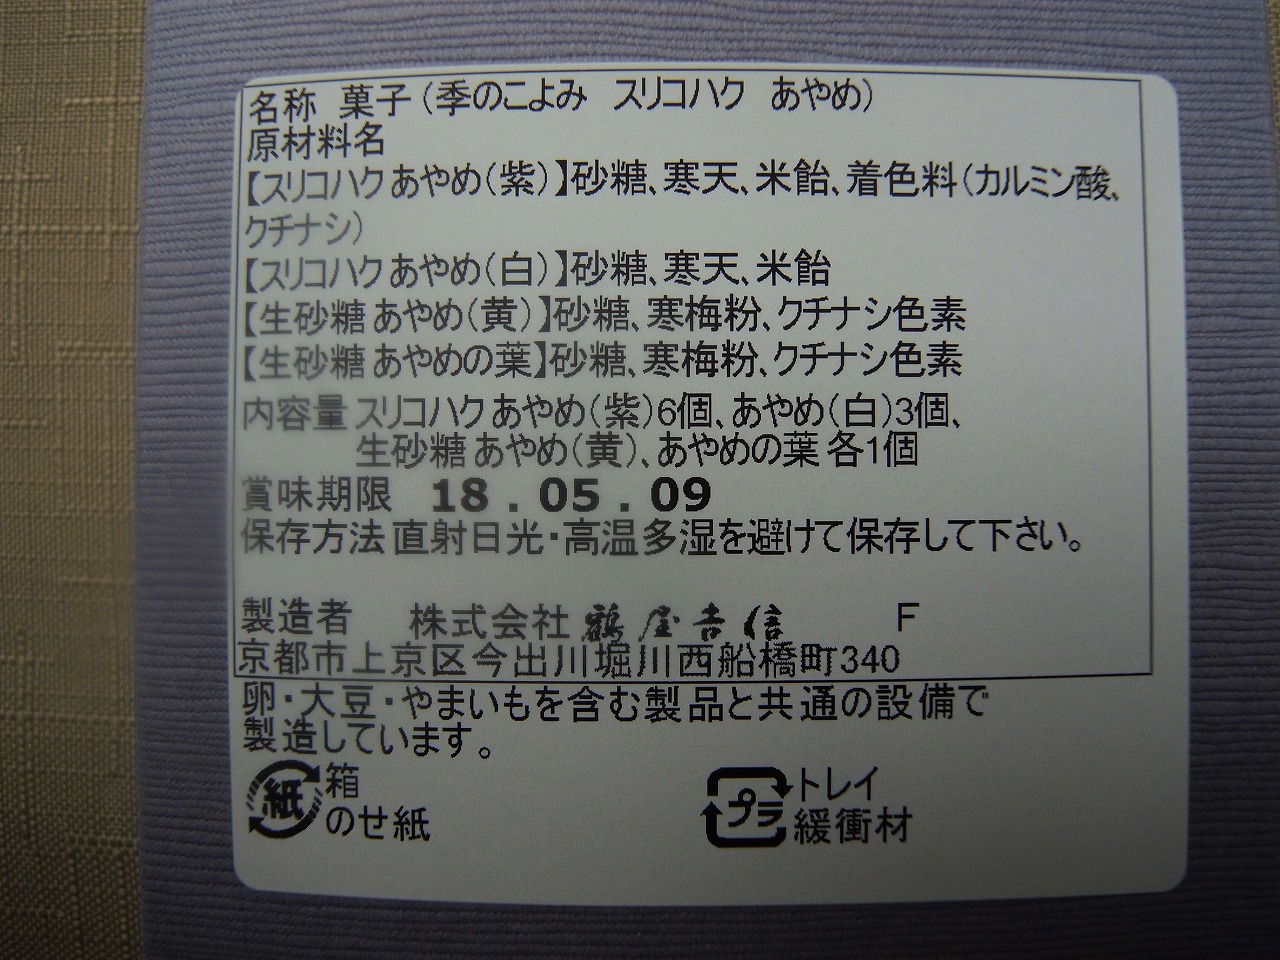 名称 菓子(季のこよみ スリコハク あやめ)
原材料名
【スリコハクあやめ(紫)】砂糖、寒天、米飴、着色料(カルミン酸、
クチナシ)
【スリコハクあやめ(白)】砂糖、寒天、米飴
【生砂糖あやめ(黄)】砂糖、寒梅粉、クチナシ色素
【生砂糖あやめの葉】砂糖、寒梅粉、クチナシ色素
内容量 スリコハクあやめ(紫)6個、あやめ(白)3個、
生砂糖あやめ(黄)、あやめの葉 各1個
賞味期限 18.05.09
保存方法 直射日光・高温多湿を避けて保存して下さい。
製造者 株式会社 鶴屋吉信 F
京都市上京区今出川堀川西船橋町340
卵・大豆・やまいもを含む製品と共通の設備で
製造しています。
紙 箱
のせ紙
プラ トレイ
緩衝材